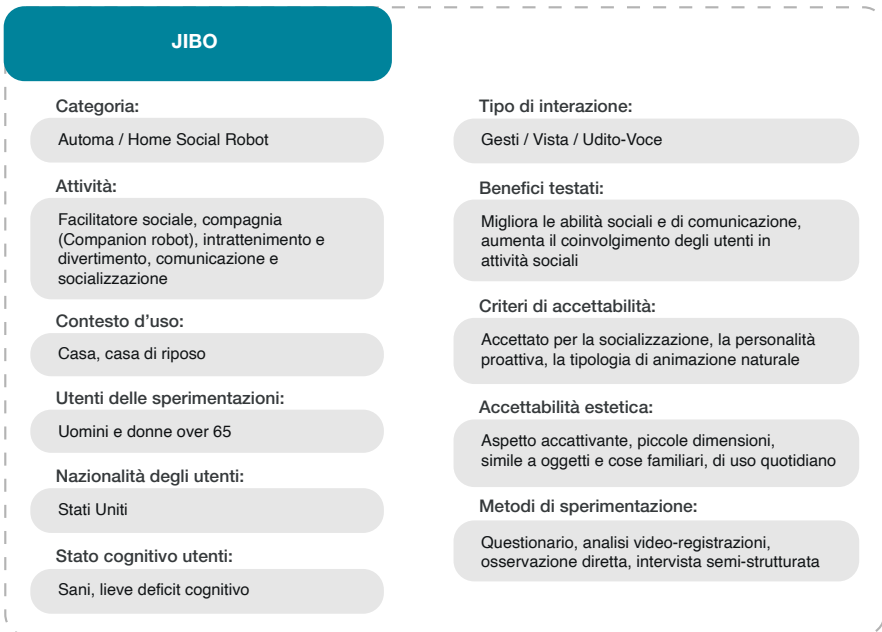 JIBO
Categoria:
Automa / Home Social Robot
Attività:
Facilitatore sociale, compagnia
(Companion robot), intrattenimento e
divertimento, comunicazione e
socializzazione
Contesto d'uso:
Casa, casa di riposo
Utenti delle sperimentazioni:
Uomini e donne over 65
Nazionalità degli utenti:
Stati Uniti
Stato cognitivo utenti:
Sani, lieve deficit cognitivo
Tipo di interazione:
Gesti / Vista / Udito-Voce
Benefici testati:
Migliora le abilità sociali e di comunicazione,
aumenta il coinvolgimento degli utenti in
attività sociali
Criteri di accettabilità:
Accettato per la socializzazione, la personalità
proattiva, la tipologia di animazione naturale
Accettabilità estetica:
Aspetto accattivante, piccole dimensioni,
simile a oggetti e cose familiari, di uso quotidiano
Metodi di sperimentazione:
Questionario, analisi video-registrazioni,
osservazione diretta, intervista semi-strutturata